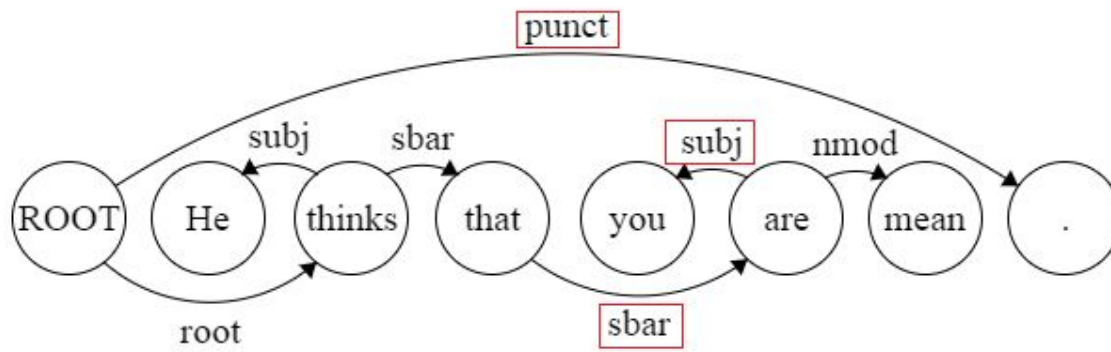 punct
subj sbar subj nmod
ROOT He thinks that you are mean .
root sbar